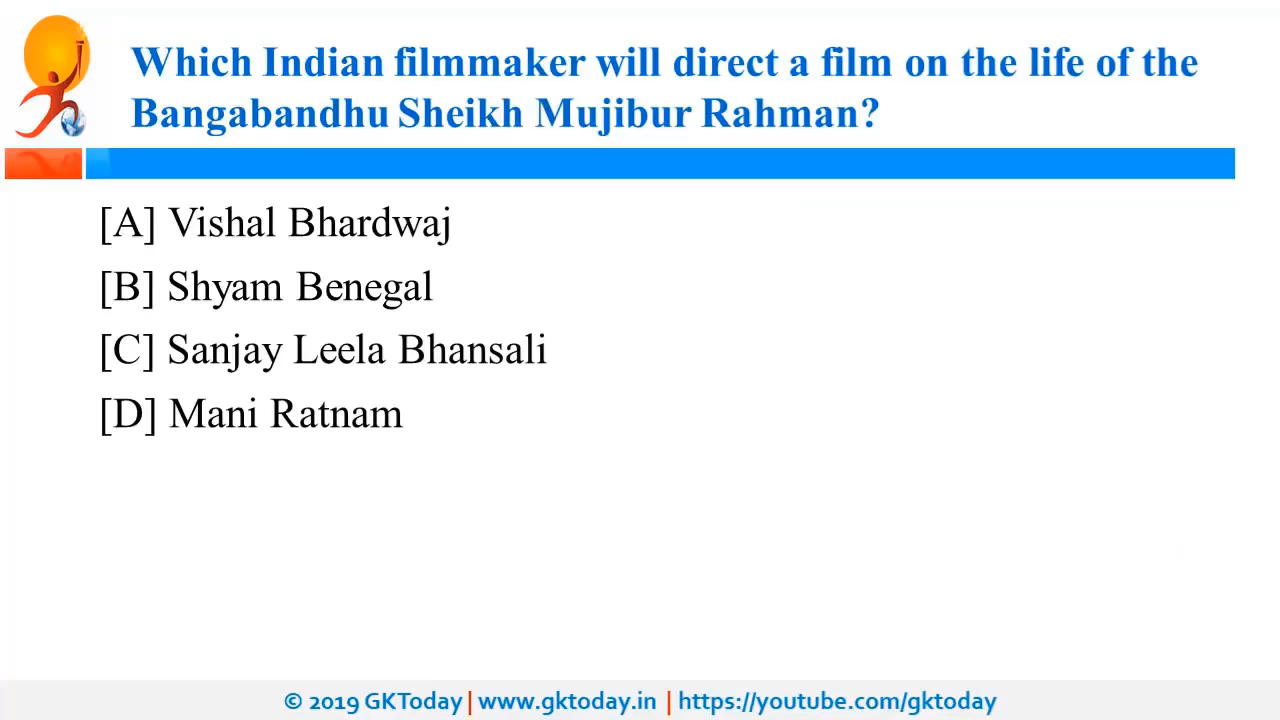 Which Indian filmmaker will direct a film on the life of the
Bangabandhu Sheikh Mujibur Rahman?
[A] Vishal Bhardwaj
[B] Shyam Benegal
[C] Sanjay Leela Bhansali
[D] Mani Ratnam
© 2019 GKToday | www.gktoday.in | https://youtube.com/gktoday